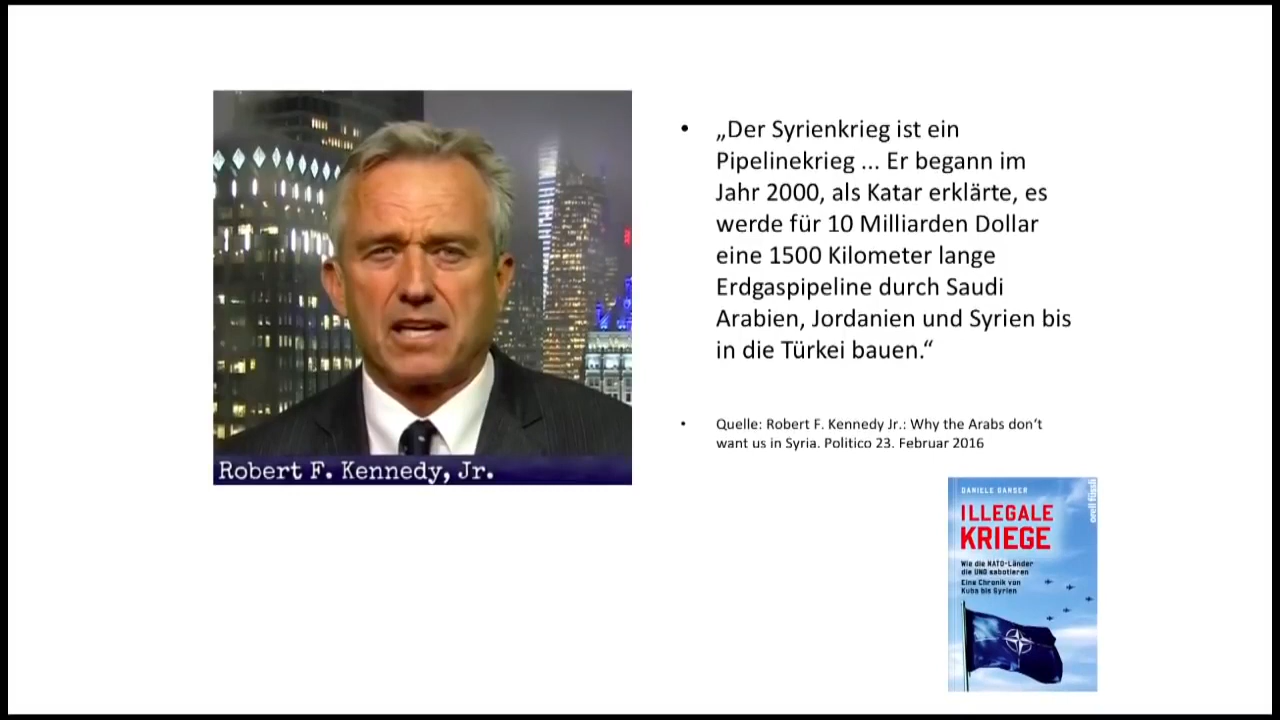 „Der Syrienkrieg ist ein
Pipelinekrieg ... Er begann im
Jahr 2000, als Katar erklärte, es
werde für 10 Milliarden Dollar
eine 1500 Kilometer lange
Erdgaspipeline durch Saudi
Arabien, Jordanien und Syrien bis
in die Türkei bauen.“
Quelle: Robert F. Kennedy Jr.: Why the Arabs don‘t
want us in Syria. Politico 23. Februar 2016
Robert F. Kennedy, Jr.
DANIELE GANSER
orell füssli
ILLEGALE
KRIEGE
Wie die NATO-Länder
die UNO sabotieren
Eine Chronik von
Kuba bis Syrien